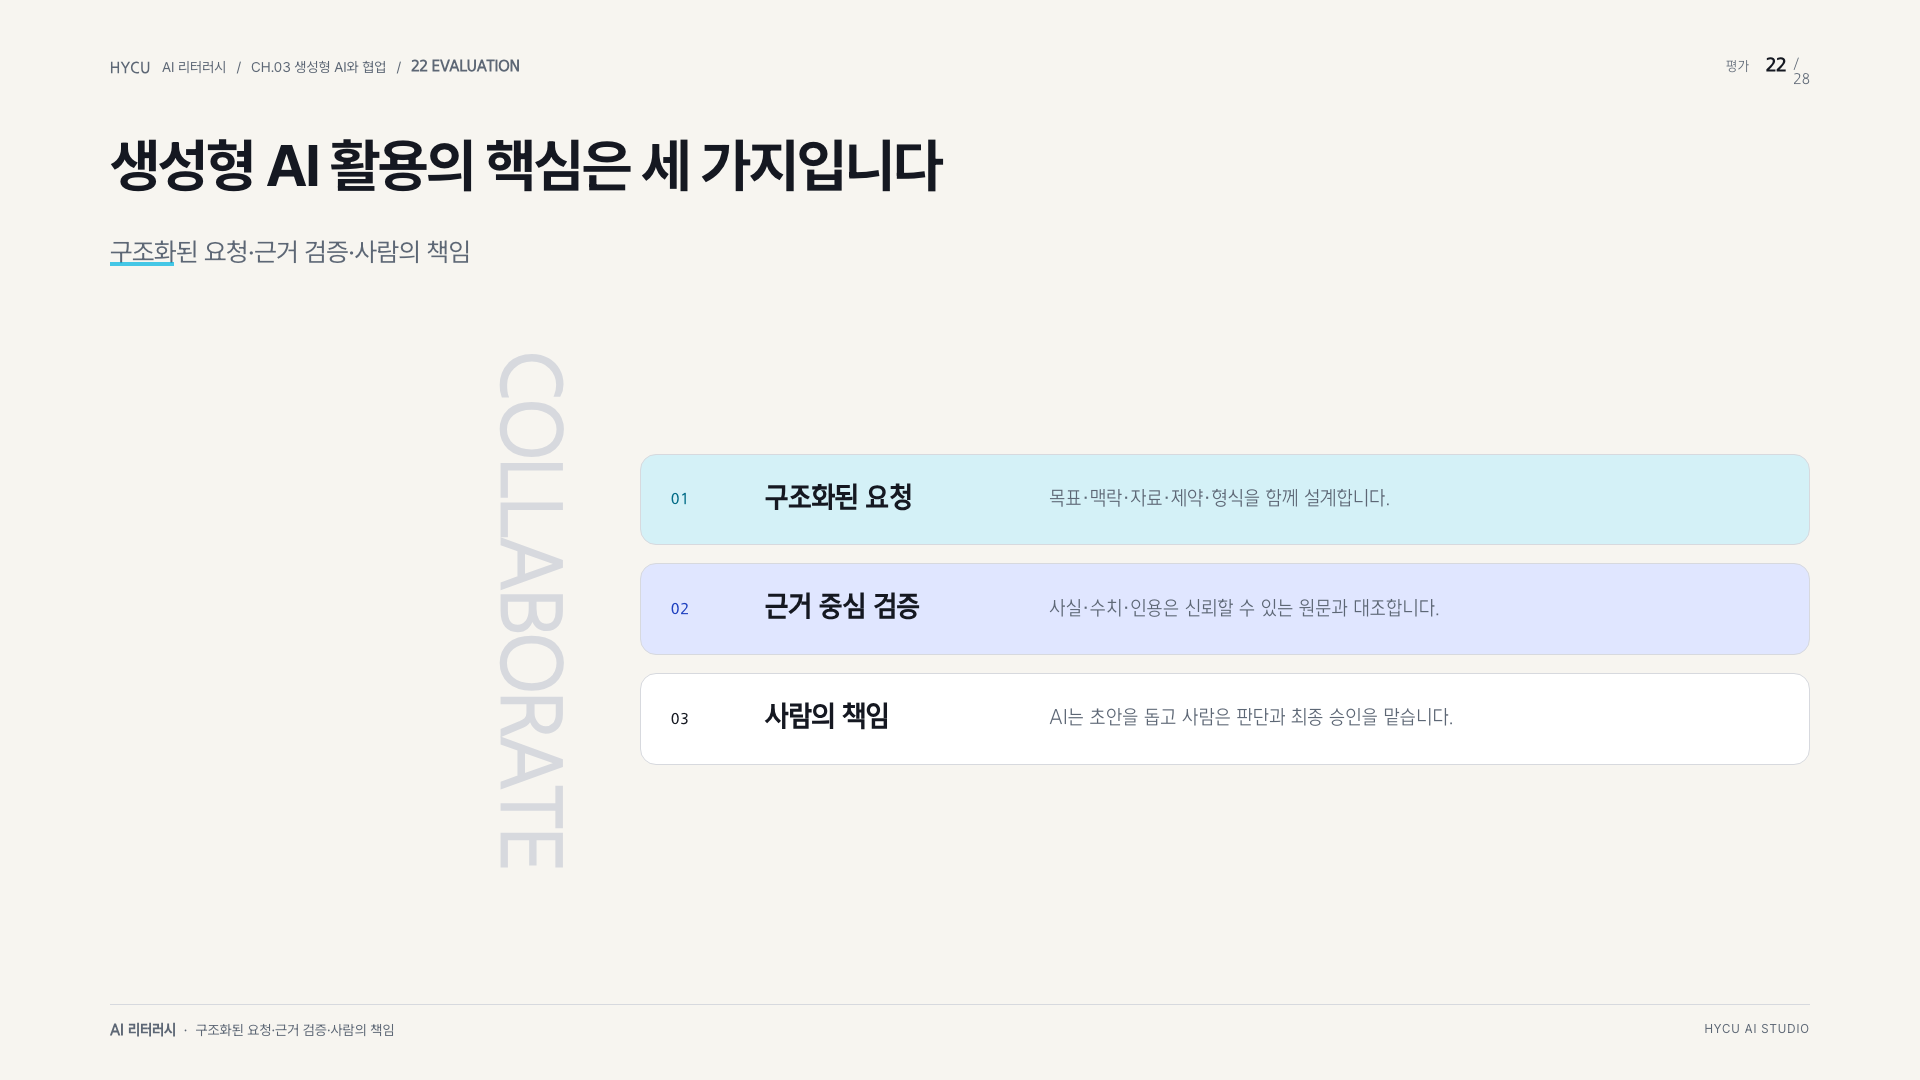 HYCU AI 리터러시 / CH.03 생성형 AI와 협업 / 22 EVALUATION
평가 22 / 28
생성형 AI 활용의 핵심은 세 가지입니다
구조화된 요청·근거 검증·사람의 책임
COLLABORATE
01 구조화된 요청 목표·맥락·자료·제약·형식을 함께 설계합니다.
02 근거 중심 검증 사실·수치·인용은 신뢰할 수 있는 원문과 대조합니다.
03 사람의 책임 AI는 초안을 돕고 사람은 판단과 최종 승인을 맡습니다.
AI 리터러시 · 구조화된 요청·근거 검증·사람의 책임
HYCU AI STUDIO